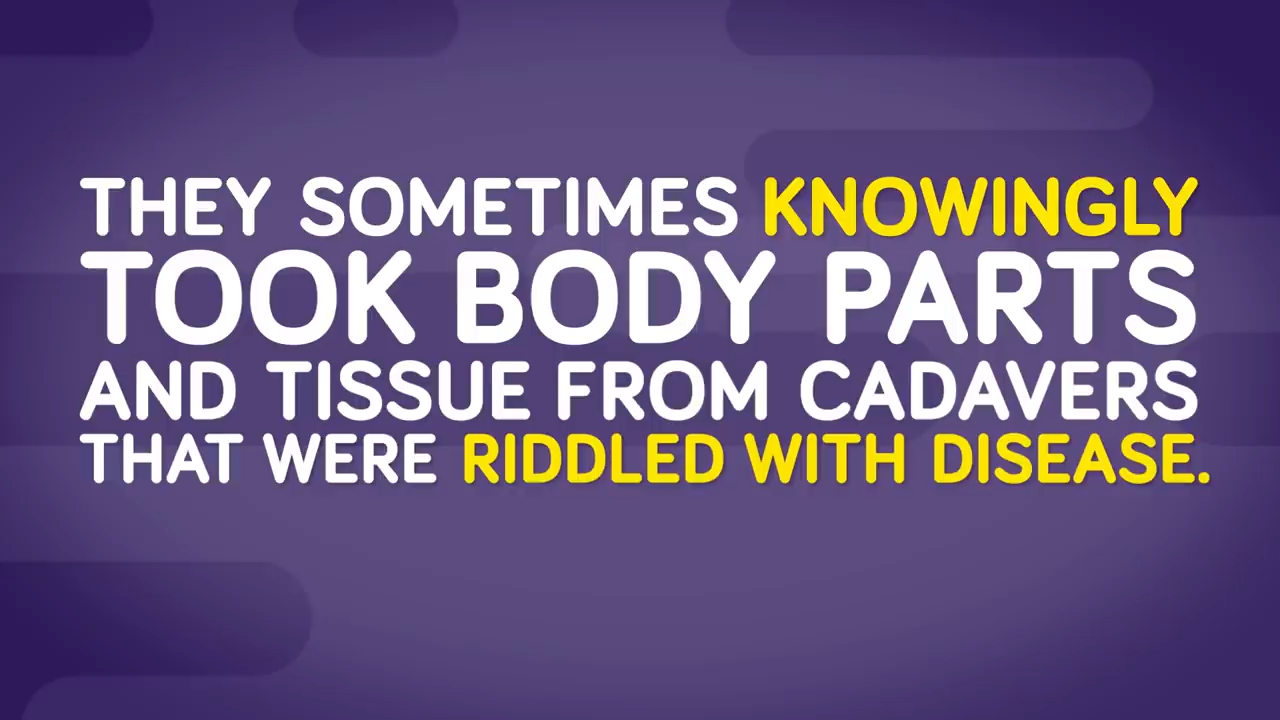 THEY SOMETIMES KNOWINGLY
TOOK BODY PARTS
AND TISSUE FROM CADAVERS
THAT WERE RIDDLED WITH DISEASE.